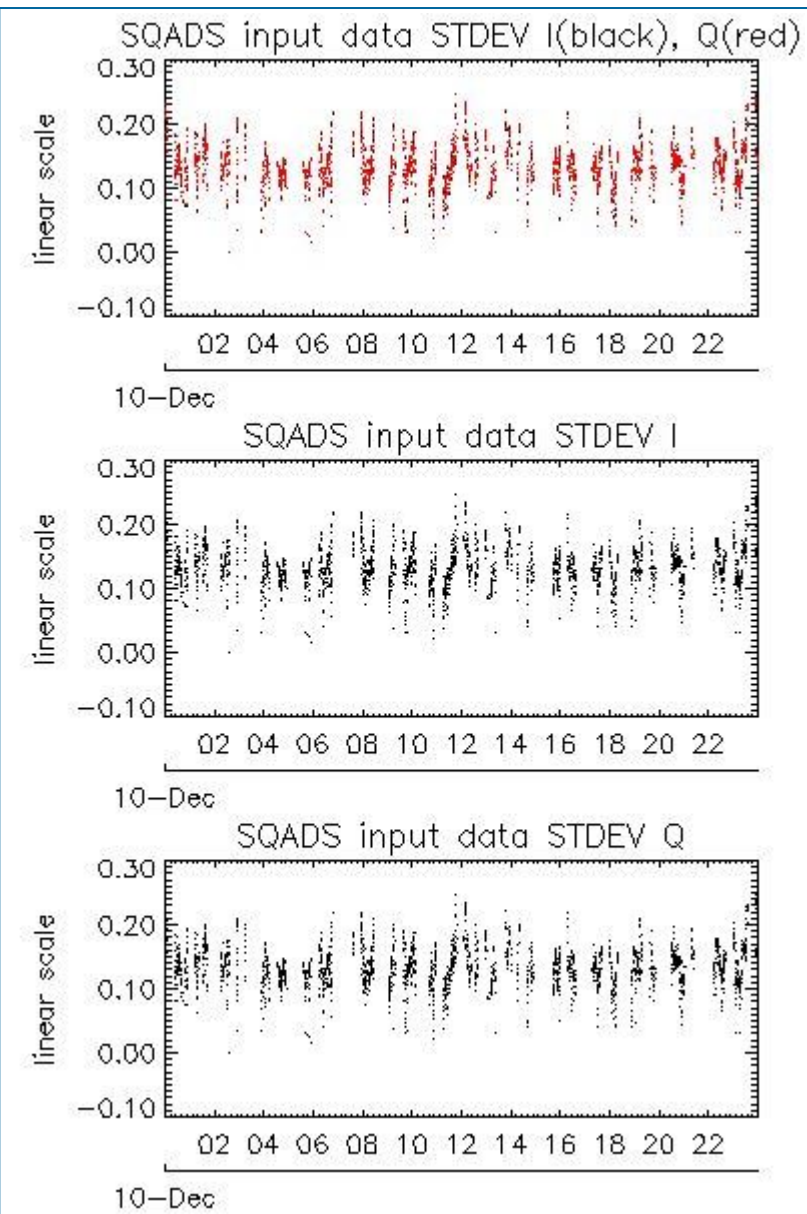 SQADS input data STDEV I(black), Q(red)
0.30
0.20
0.10
0.00
−0.10
linear scale
02 04 06 08 10 12 14 16 18 20 22
10−Dec
SQADS input data STDEV I
0.30
0.20
0.10
0.00
−0.10
linear scale
02 04 06 08 10 12 14 16 18 20 22
10−Dec
SQADS input data STDEV Q
0.30
0.20
0.10
0.00
−0.10
linear scale
02 04 06 08 10 12 14 16 18 20 22
10−Dec